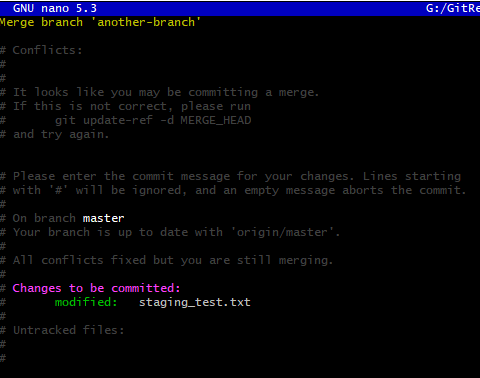 GNU nano 5.3 G:/GitRe
Merge branch 'another-branch'
# Conflicts:
#
#
# It looks like you may be committing a merge.
# If this is not correct, please run
#       git update-ref -d MERGE_HEAD
# and try again.
# Please enter the commit message for your changes. Lines starting
# with '#' will be ignored, and an empty message aborts the commit.
#
# On branch master
# Your branch is up to date with 'origin/master'.
#
# All conflicts fixed but you are still merging.
#
# Changes to be committed:
#       modified:   staging_test.txt
#
# Untracked files:
#
#